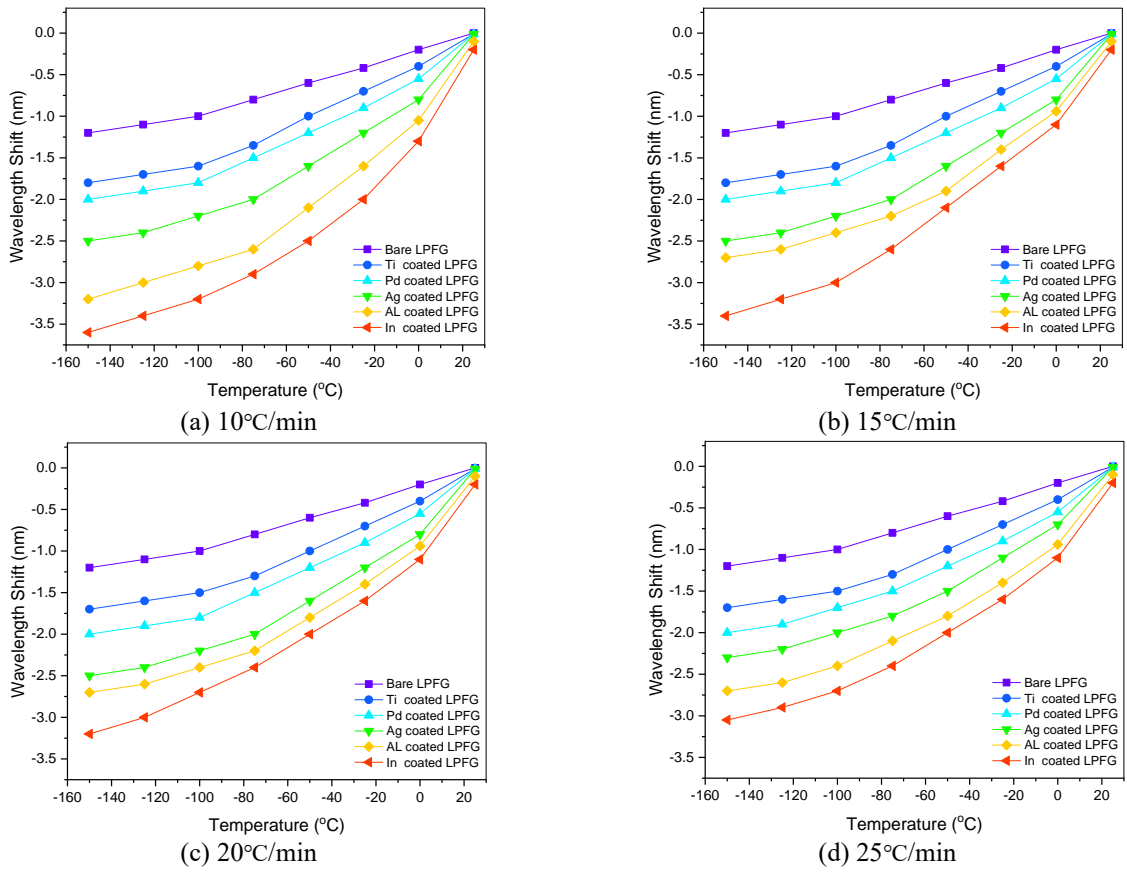 0.0
-0.5
-1.0
-1.5
-2.0
-2.5
-3.0
-3.5
Wavelength Shift (nm)
Bare LPFG
Ti coated LPFG
Pd coated LPFG
Ag coated LPFG
AL coated LPFG
In coated LPFG
-160 -140 -120 -100 -80 -60 -40 -20 0 20
Temperature (°C)
(a) 10℃/min
0.0
-0.5
-1.0
-1.5
-2.0
-2.5
-3.0
-3.5
Wavelength Shift (nm)
Bare LPFG
Ti coated LPFG
Pd coated LPFG
Ag coated LPFG
AL coated LPFG
In coated LPFG
-160 -140 -120 -100 -80 -60 -40 -20 0 20
Temperature (°C)
(b) 15℃/min
0.0
-0.5
-1.0
-1.5
-2.0
-2.5
-3.0
-3.5
Wavelength Shift (nm)
Bare LPFG
Ti coated LPFG
Pd coated LPFG
Ag coated LPFG
AL coated LPFG
In coated LPFG
-160 -140 -120 -100 -80 -60 -40 -20 0 20
Temperature (°C)
(c) 20℃/min
0.0
-0.5
-1.0
-1.5
-2.0
-2.5
-3.0
-3.5
Wavelength Shift (nm)
Bare LPFG
Ti coated LPFG
Pd coated LPFG
Ag coated LPFG
AL coated LPFG
In coated LPFG
-160 -140 -120 -100 -80 -60 -40 -20 0 20
Temperature (°C)
(d) 25℃/min